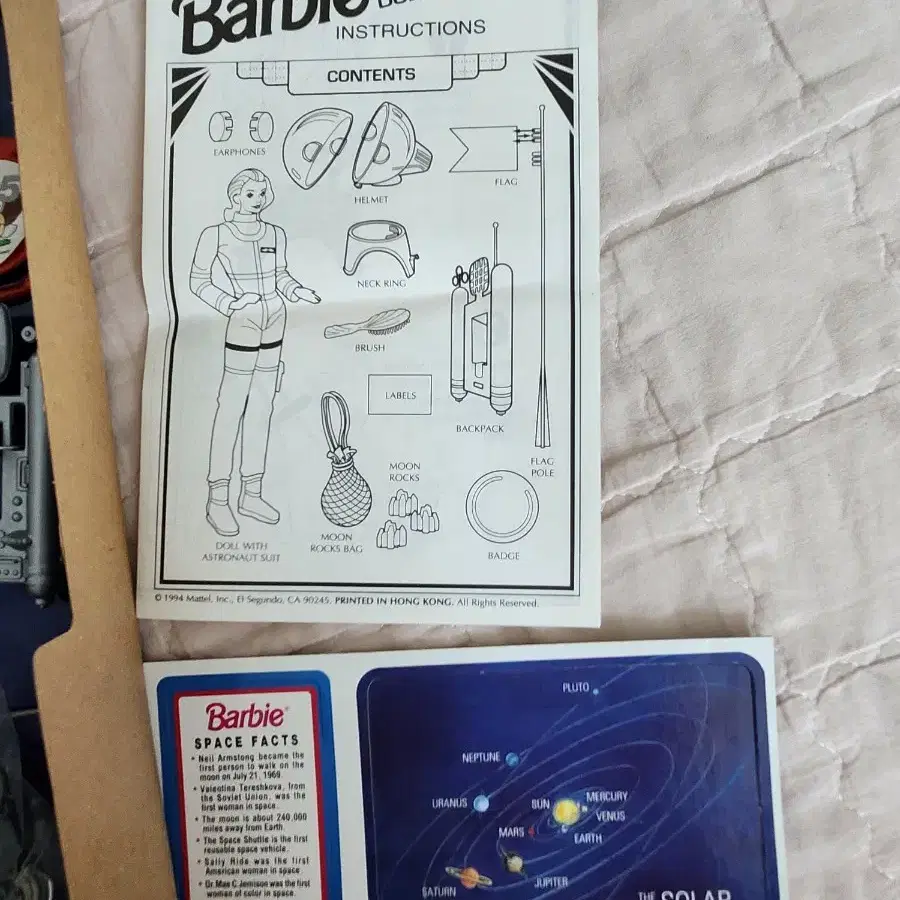 Barbie
INSTRUCTIONS
CONTENTS
EARPHONES
HELMET
FLAG
NECK RING
BRUSH
LABELS
BACKPACK
FLAG
POLE
MOON
ROCKS
MOON
ROCKS BAG
BADGE
DOLL WITH
ASTRONAUT SUIT
© 1994 Mattel, Inc., El Segundo, CA 90245. PRINTED IN HONG KONG. All Rights Reserved.
Barbie®
SPACE FACTS
• Neil Armstong became the
first person to walk on the
moon on July 21, 1969.
• Valentina Tereshkova, from
the Soviet Union, was the
first woman in space.
• The moon is about 240,000
miles away from Earth.
• The Space Shuttle is the first
reusable space vehicle.
• Sally Ride was the first
American woman in space.
• Dr. Mae C. Jemison was the first
woman of color in space.
PLUTO
NEPTUNE
URANUS
SUN
MERCURY
VENUS
MARS
EARTH
JUPITER
SATURN
THE SOLAR
5